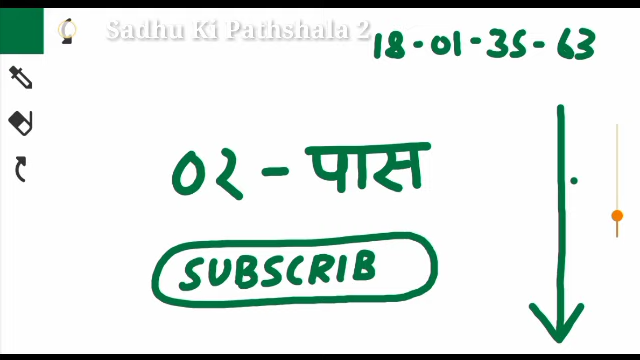 Sadhu Ki Pathshala 2
18-01-35-63
०२-पास
SUBSCRIB